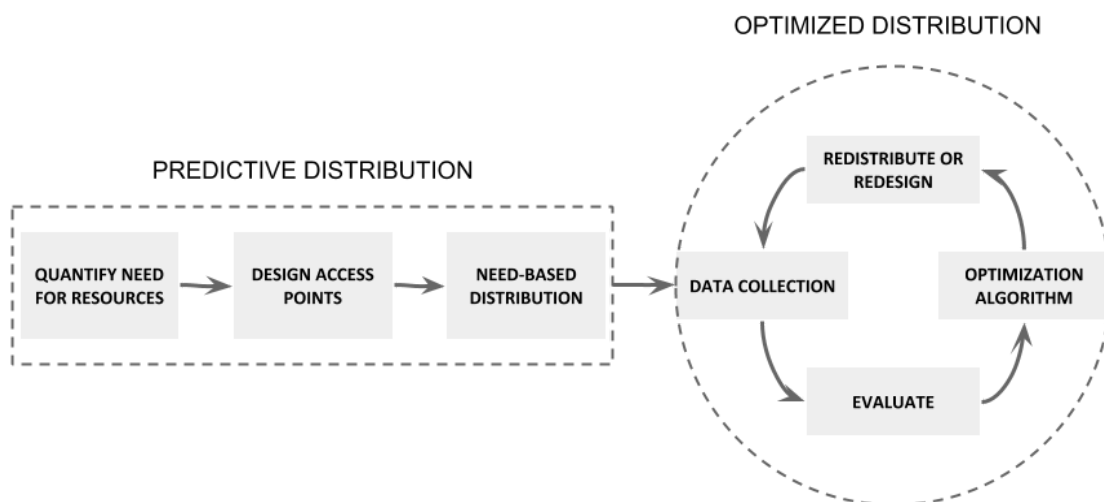 OPTIMIZED DISTRIBUTION
PREDICTIVE DISTRIBUTION
QUANTIFY NEED
FOR RESOURCES
DESIGN ACCESS
POINTS
NEED-BASED
DISTRIBUTION
REDISTRIBUTE OR
REDESIGN
DATA COLLECTION
OPTIMIZATION
ALGORITHM
EVALUATE